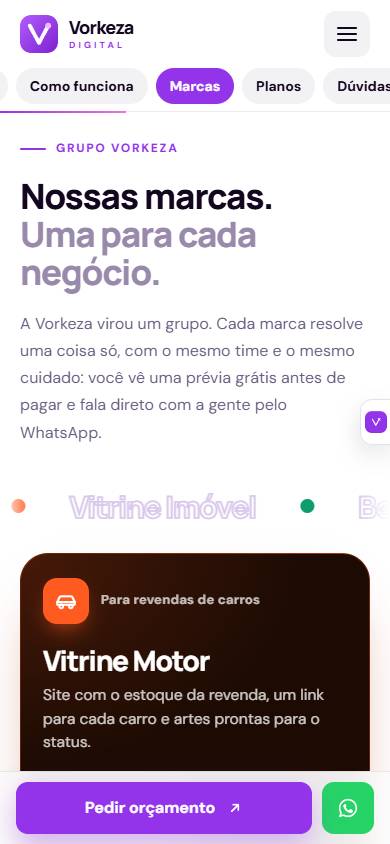 Vorkeza
DIGITAL
Como funciona
Marcas
Planos
Dúvidas
GRUPO VORKEZA
Nossas marcas.
Uma para cada
negócio.
A Vorkeza virou um grupo. Cada marca resolve
uma coisa só, com o mesmo time e o mesmo
cuidado: você vê uma prévia grátis antes de
pagar e fala direto com a gente pelo
WhatsApp.
Vitrine Imóvel
Para revendas de carros
Vitrine Motor
Site com o estoque da revenda, um link
para cada carro e artes prontas para o
status.
Pedir orçamento